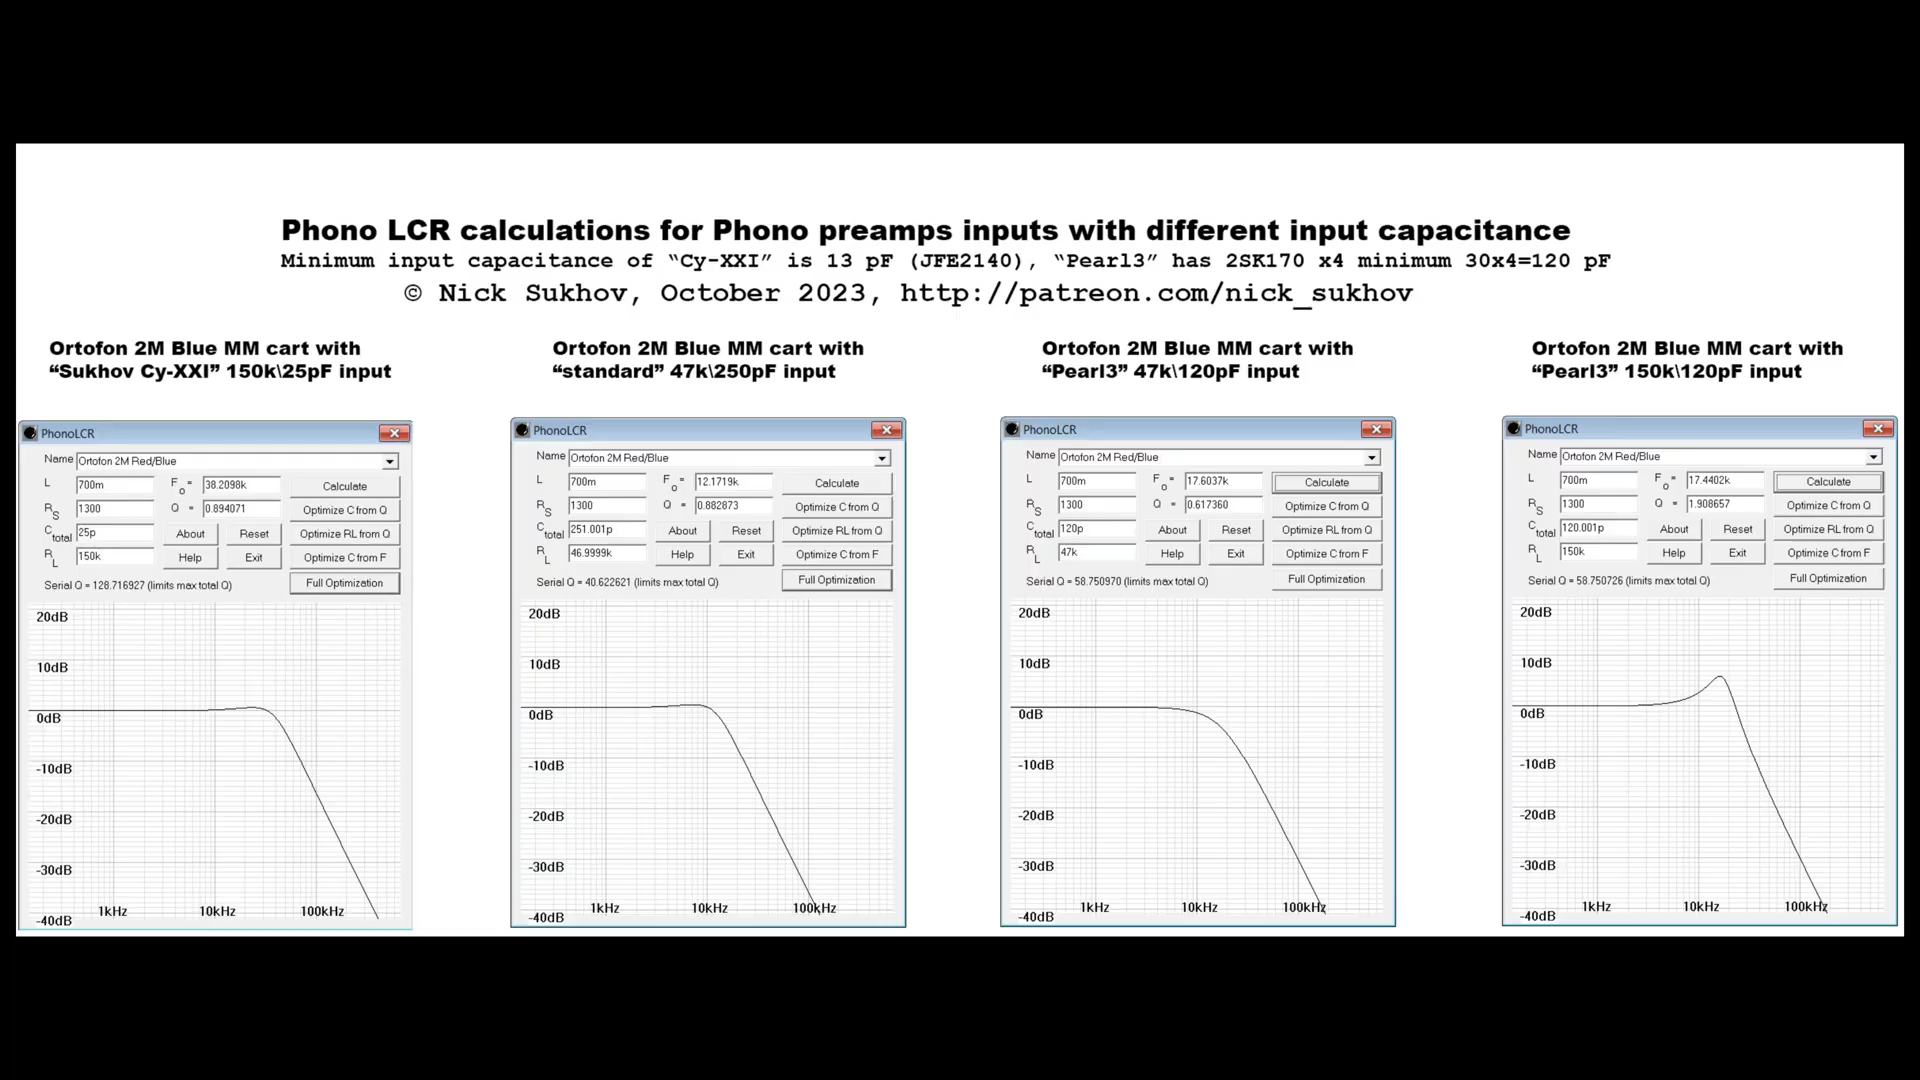 Phono LCR calculations for Phono preamps inputs with different input capacitance
Minimum input capacitance of “Cy-XXI” is 13 pF (JFE2140), “Pearl3” has 2SK170 x4 minimum 30x4=120 pF
© Nick Sukhov, October 2023, http://patreon.com/nick_sukhov
Ortofon 2M Blue MM cart with
“Sukhov Cy-XXI” 150k\25pF input
PhonoLCR
Name Ortofon 2M Red/Blue
L 700m Fo = 38.2098k Calculate
RS 1300 Q = 0.894071 Optimize C from Q
Ctotal 25p About Reset Optimize RL from Q
RL 150k Help Exit Optimize C from F
Serial Q = 128.716927 (limits max total Q) Full Optimization
20dB
10dB
0dB
-10dB
-20dB
-30dB
-40dB
1kHz 10kHz 100kHz
Ortofon 2M Blue MM cart with
“standard” 47k\250pF input
PhonoLCR
Name Ortofon 2M Red/Blue
L 700m Fo = 12.1719k Calculate
RS 1300 Q = 0.882873 Optimize C from Q
Ctotal 251.001p About Reset Optimize RL from Q
RL 46.9999k Help Exit Optimize C from F
Serial Q = 40.622621 (limits max total Q) Full Optimization
20dB
10dB
0dB
-10dB
-20dB
-30dB
-40dB
1kHz 10kHz 100kHz
Ortofon 2M Blue MM cart with
“Pearl3” 47k\120pF input
PhonoLCR
Name Ortofon 2M Red/Blue
L 700m Fo = 17.6037k Calculate
RS 1300 Q = 0.617360 Optimize C from Q
Ctotal 120p About Reset Optimize RL from Q
RL 47k Help Exit Optimize C from F
Serial Q = 58.750970 (limits max total Q) Full Optimization
20dB
10dB
0dB
-10dB
-20dB
-30dB
-40dB
1kHz 10kHz 100kHz
Ortofon 2M Blue MM cart with
“Pearl3” 150k\120pF input
PhonoLCR
Name Ortofon 2M Red/Blue
L 700m Fo = 17.4402k Calculate
RS 1300 Q = 1.908657 Optimize C from Q
Ctotal 120.001p About Reset Optimize RL from Q
RL 150k Help Exit Optimize C from F
Serial Q = 58.750726 (limits max total Q) Full Optimization
20dB
10dB
0dB
-10dB
-20dB
-30dB
-40dB
1kHz 10kHz 100kHz